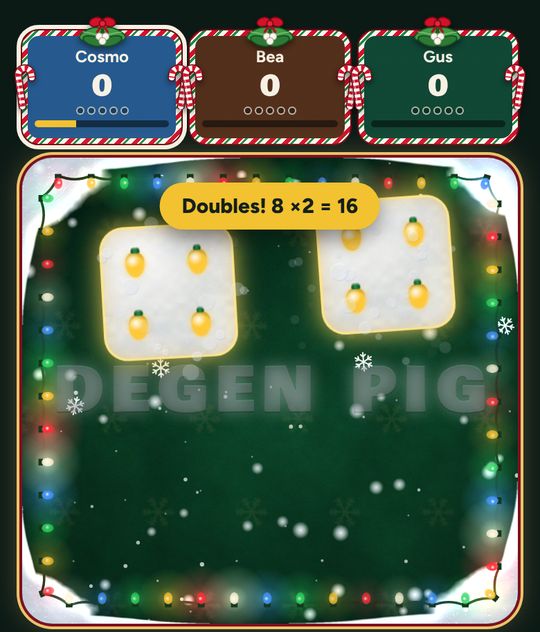 Cosmo
Bea
Gus
0
0
0
Doubles! 8 ×2 = 16
DEGEN PIG